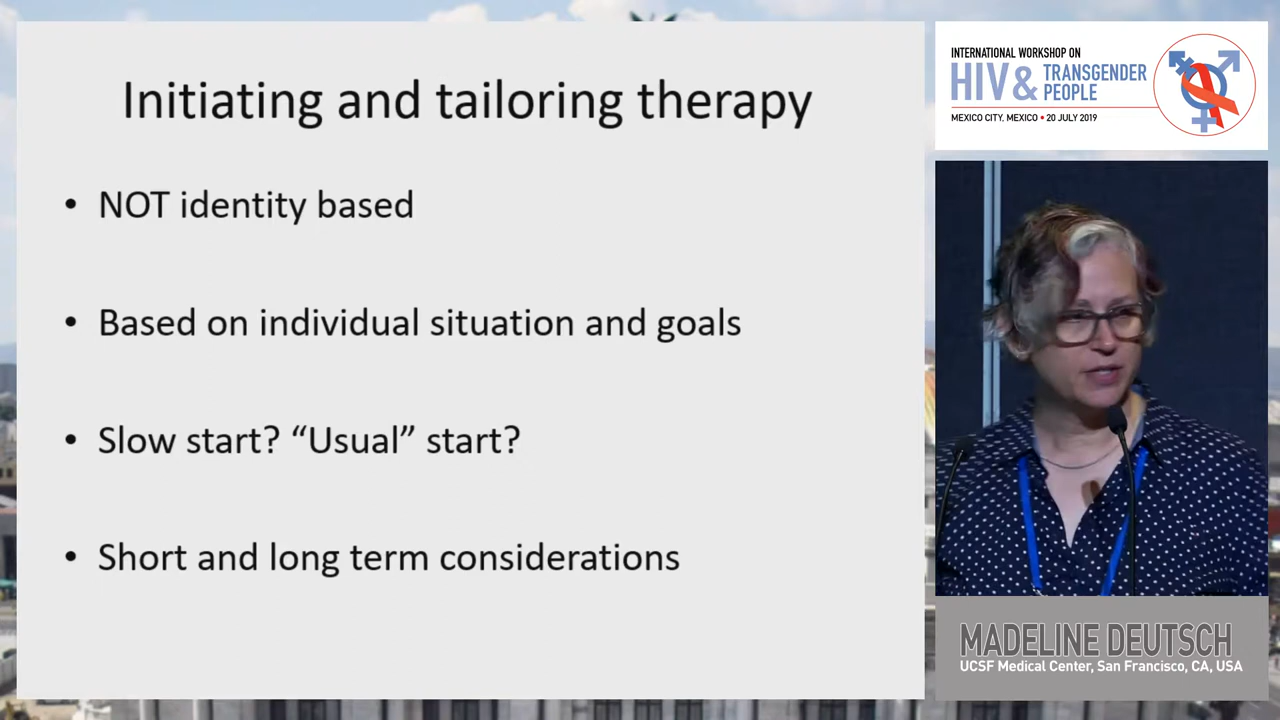 Initiating and tailoring therapy
• NOT identity based
• Based on individual situation and goals
• Slow start? “Usual” start?
• Short and long term considerations
INTERNATIONAL WORKSHOP ON
HIV & TRANSGENDER
PEOPLE
MEXICO CITY, MEXICO • 20 JULY 2019
MADELINE DEUTSCH
UCSF Medical Center, San Francisco, CA, USA